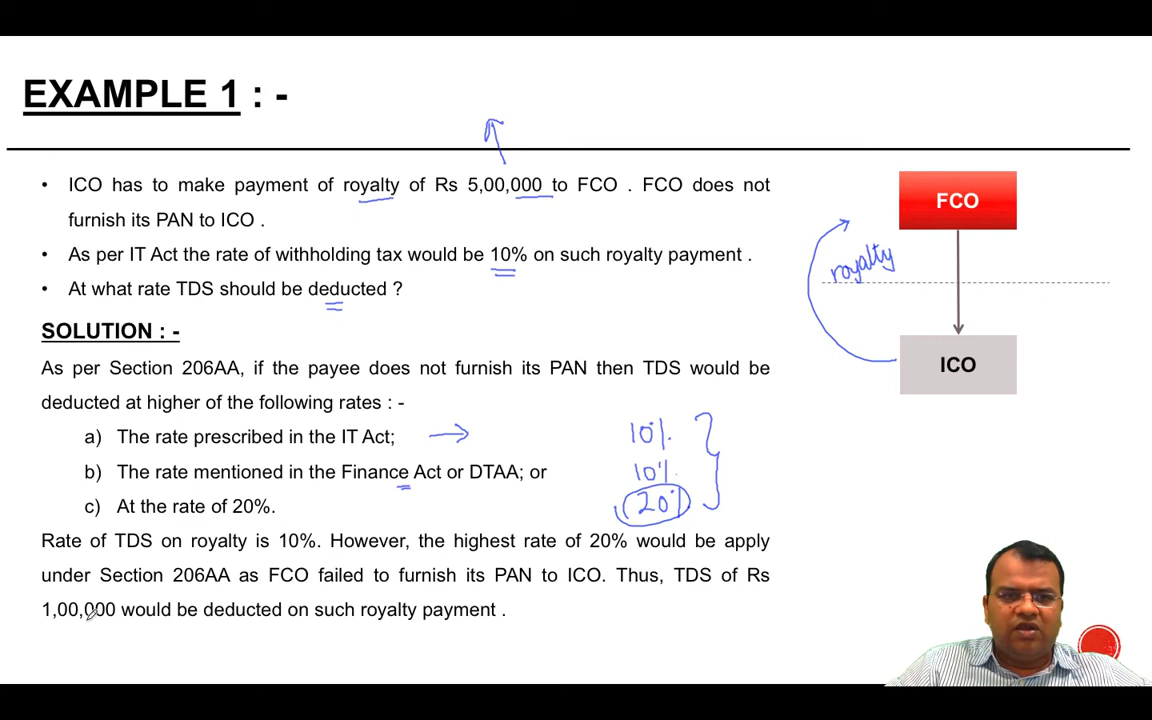 EXAMPLE 1 : -
• ICO has to make payment of royalty of Rs 5,00,000 to FCO . FCO does not
furnish its PAN to ICO .
• As per IT Act the rate of withholding tax would be 10% on such royalty payment .
• At what rate TDS should be deducted ?
SOLUTION : -
As per Section 206AA, if the payee does not furnish its PAN then TDS would be
deducted at higher of the following rates : -
a) The rate prescribed in the IT Act; 10%
b) The rate mentioned in the Finance Act or DTAA; or 10%
c) At the rate of 20%. 20%
Rate of TDS on royalty is 10%. However, the highest rate of 20% would be apply
under Section 206AA as FCO failed to furnish its PAN to ICO. Thus, TDS of Rs
1,00,000 would be deducted on such royalty payment .
FCO
royalty
ICO